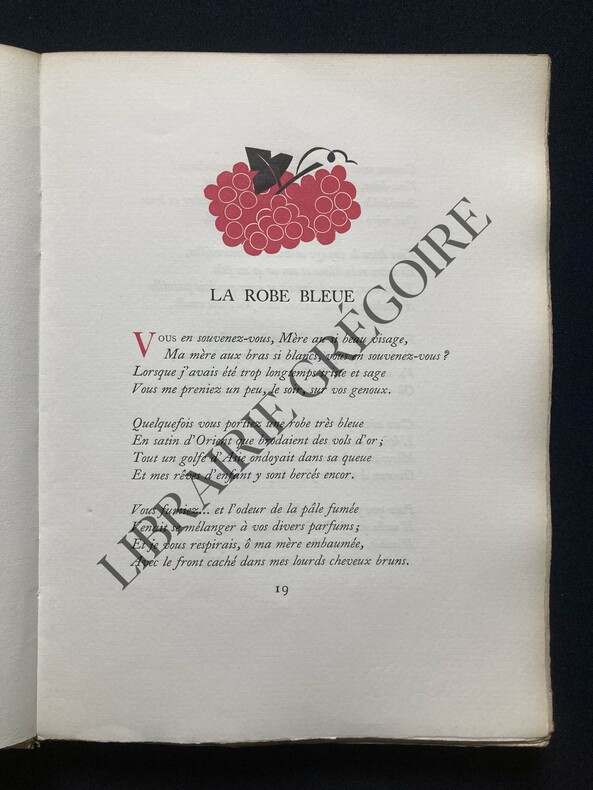 LA ROBE BLEUE
VOUS en souvenez-vous, Mère au si beau visage,
Ma mère aux bras si blancs, vous en souvenez-vous ?
Lorsque j'avais été trop longtemps triste et sage
Vous me preniez un peu, le soir, sur vos genoux.
Quelquefois vous portiez une robe très bleue
En satin d'Orient que brodaient des vols d'or ;
Tout un golfe d'Asie ondoyait dans sa queue
Et mes rêves d'enfant y sont bercés encor.
Vous fumiez... et l'odeur de la pâle fumée
Venait se mélanger à vos divers parfums ;
Et je vous respirais, ô ma mère embaumée,
Avec le front caché dans mes lourds cheveux bruns.
19
LIBRAIRIE GRÉGOIRE